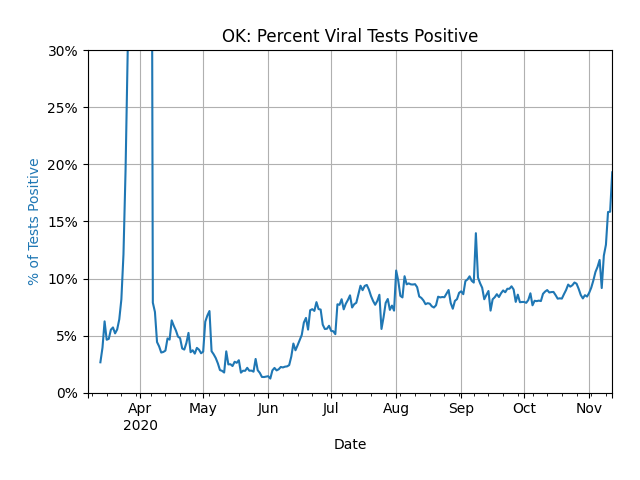 OK: Percent Viral Tests Positive
30%
25%
20%
15%
10%
5%
0%
% of Tests Positive
Apr May Jun Jul Aug Sep Oct Nov
2020
Date